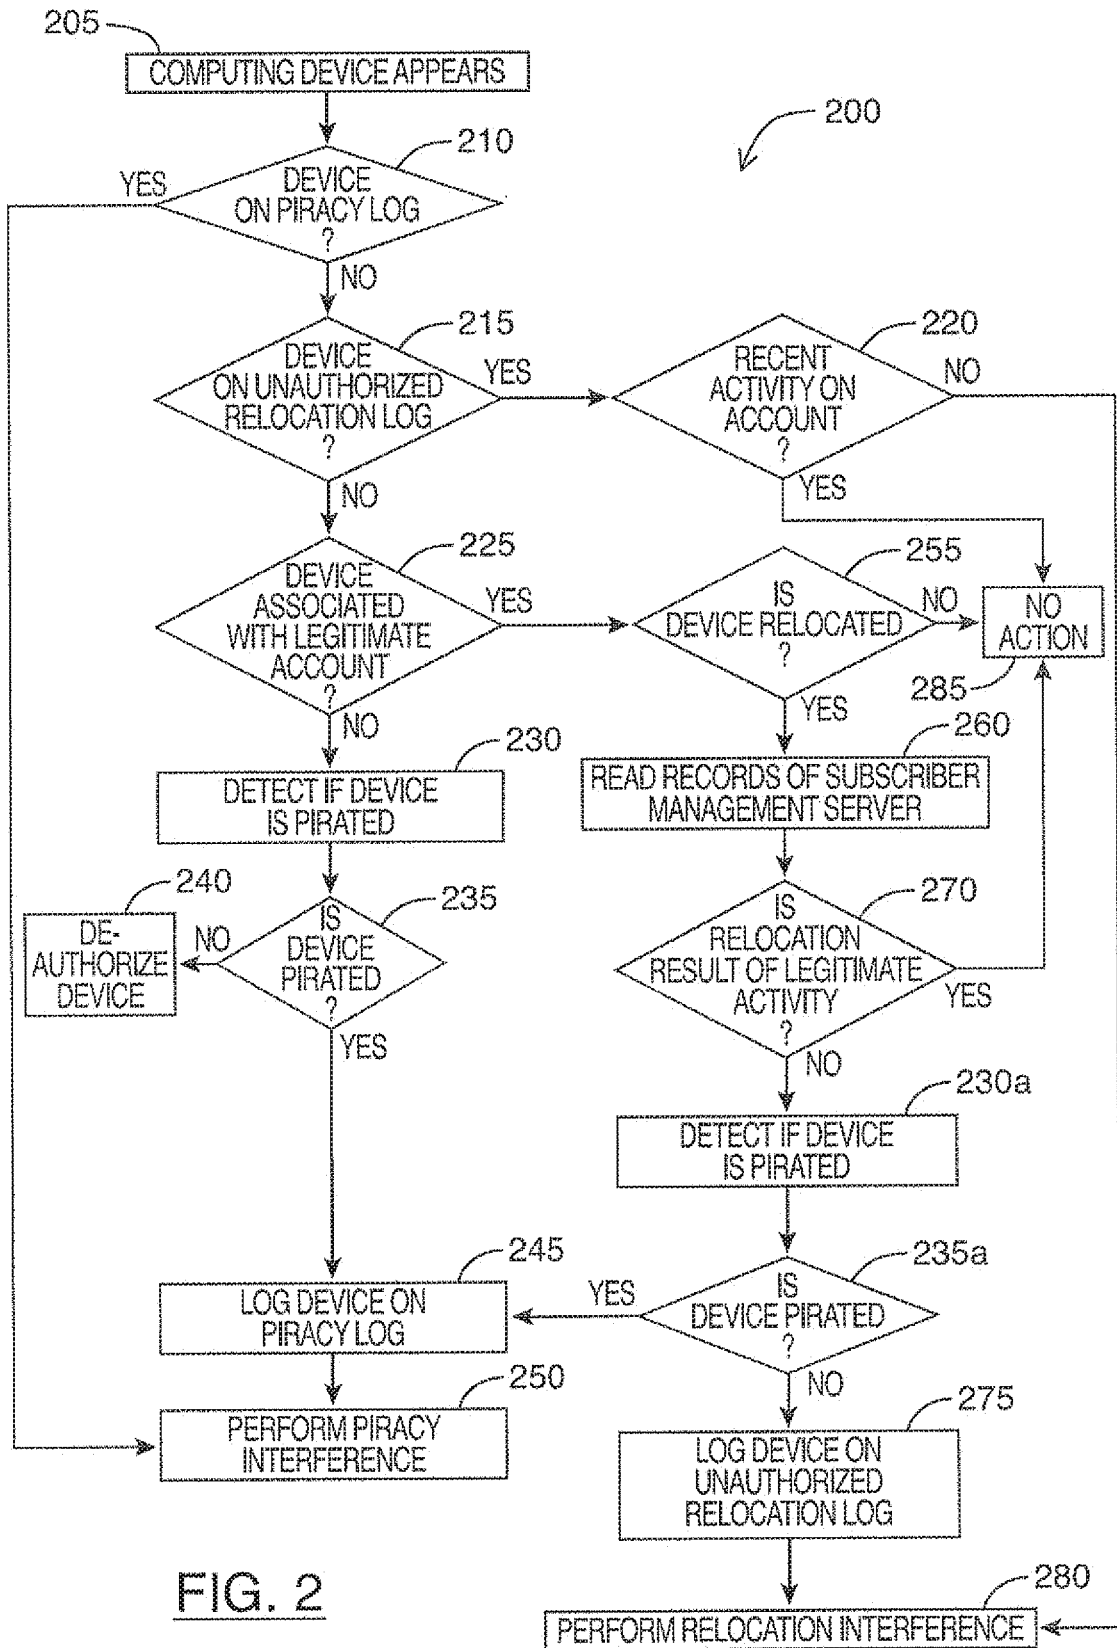 205
COMPUTING DEVICE APPEARS
200
210
YES
DEVICE
ON PIRACY LOG
?
NO
215
DEVICE
ON UNAUTHORIZED
RELOCATION LOG
?
YES
220
RECENT
ACTIVITY ON
ACCOUNT
?
NO
NO
YES
225
DEVICE
ASSOCIATED
WITH LEGITIMATE
ACCOUNT
?
YES
255
IS
DEVICE RELOCATED
?
NO
NO
ACTION
285
NO
YES
230
DETECT IF DEVICE
IS PIRATED
260
READ RECORDS OF SUBSCRIBER
MANAGEMENT SERVER
240
DE-
AUTHORIZE
DEVICE
NO
235
IS
DEVICE
PIRATED
?
YES
270
IS
RELOCATION
RESULT OF LEGITIMATE
ACTIVITY
?
YES
NO
230a
DETECT IF DEVICE
IS PIRATED
245
LOG DEVICE ON
PIRACY LOG
YES
235a
IS
DEVICE PIRATED
?
NO
250
PERFORM PIRACY
INTERFERENCE
275
LOG DEVICE ON
UNAUTHORIZED
RELOCATION LOG
FIG. 2
280
PERFORM RELOCATION INTERFERENCE